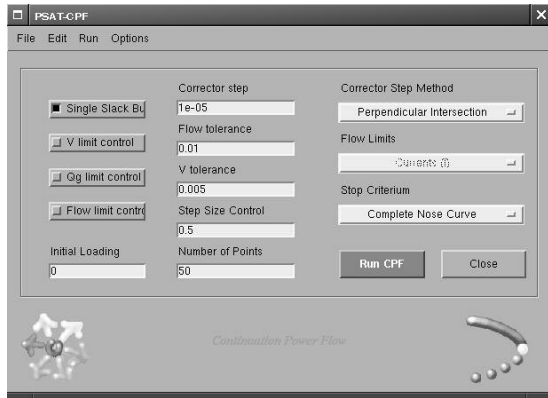 PSAT-CPF
File Edit Run Options
Single Slack Bu
V limit control
Qg limit control
Flow limit contro
Initial Loading
0
Corrector step
1e-05
Flow tolerance
0.01
V tolerance
0.005
Step Size Control
0.5
Number of Points
50
Corrector Step Method
Perpendicular Intersection
Flow Limits
Currents (I)
Stop Criterium
Complete Nose Curve
Run CPF
Close
Continuation Power Flow